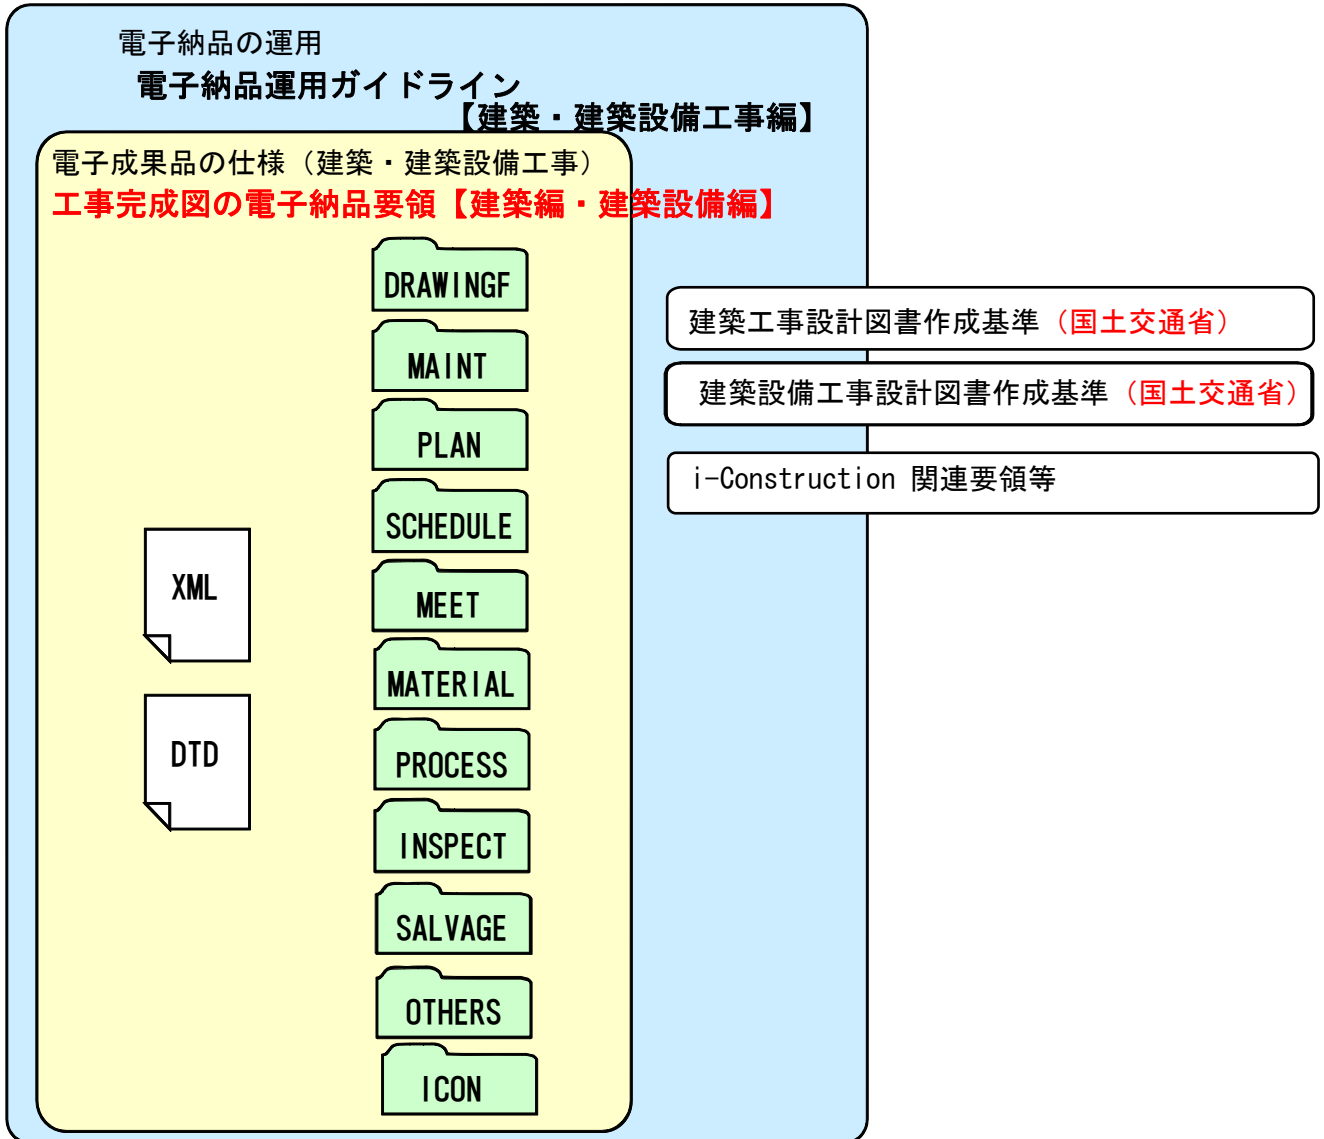 電子納品の運用
電子納品運用ガイドライン
【建築・建築設備工事編】
電子成果品の仕様（建築・建築設備工事）
工事完成図の電子納品要領【建築編・建築設備編】
DRAWINGF
MAINT
PLAN
SCHEDULE
MEET
MATERIAL
PROCESS
INSPECT
SALVAGE
OTHERS
ICON
XML
DTD
建築工事設計図書作成基準（国土交通省）
建築設備工事設計図書作成基準（国土交通省）
i-Construction 関連要領等